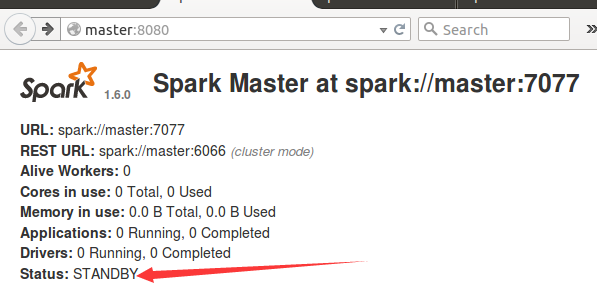 master:8080
Search
Spark 1.6.0 Spark Master at spark://master:7077
URL: spark://master:7077
REST URL: spark://master:6066 (cluster mode)
Alive Workers: 0
Cores in use: 0 Total, 0 Used
Memory in use: 0.0 B Total, 0.0 B Used
Applications: 0 Running, 0 Completed
Drivers: 0 Running, 0 Completed
Status: STANDBY